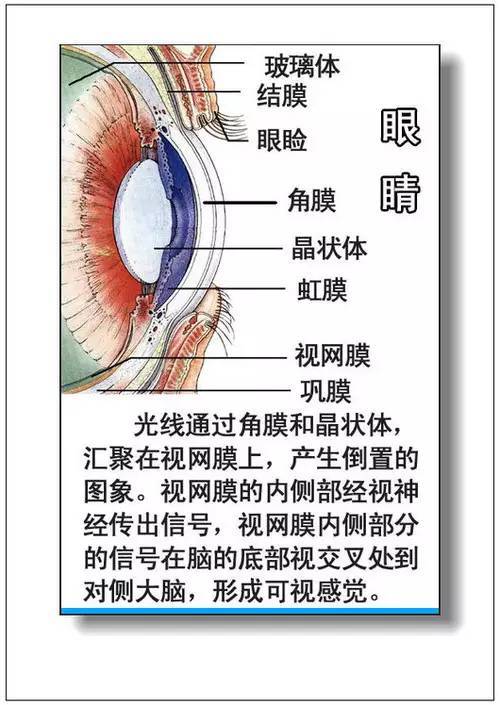 玻璃体
结膜
眼睑
眼睛
角膜
晶状体
虹膜
视网膜
巩膜
光线通过角膜和晶状体，
汇聚在视网膜上，产生倒置的
图象。视网膜的内侧部经视神
经传出信号，视网膜内侧部分
的信号在脑的底部视交叉处到
对侧大脑，形成可视感觉。